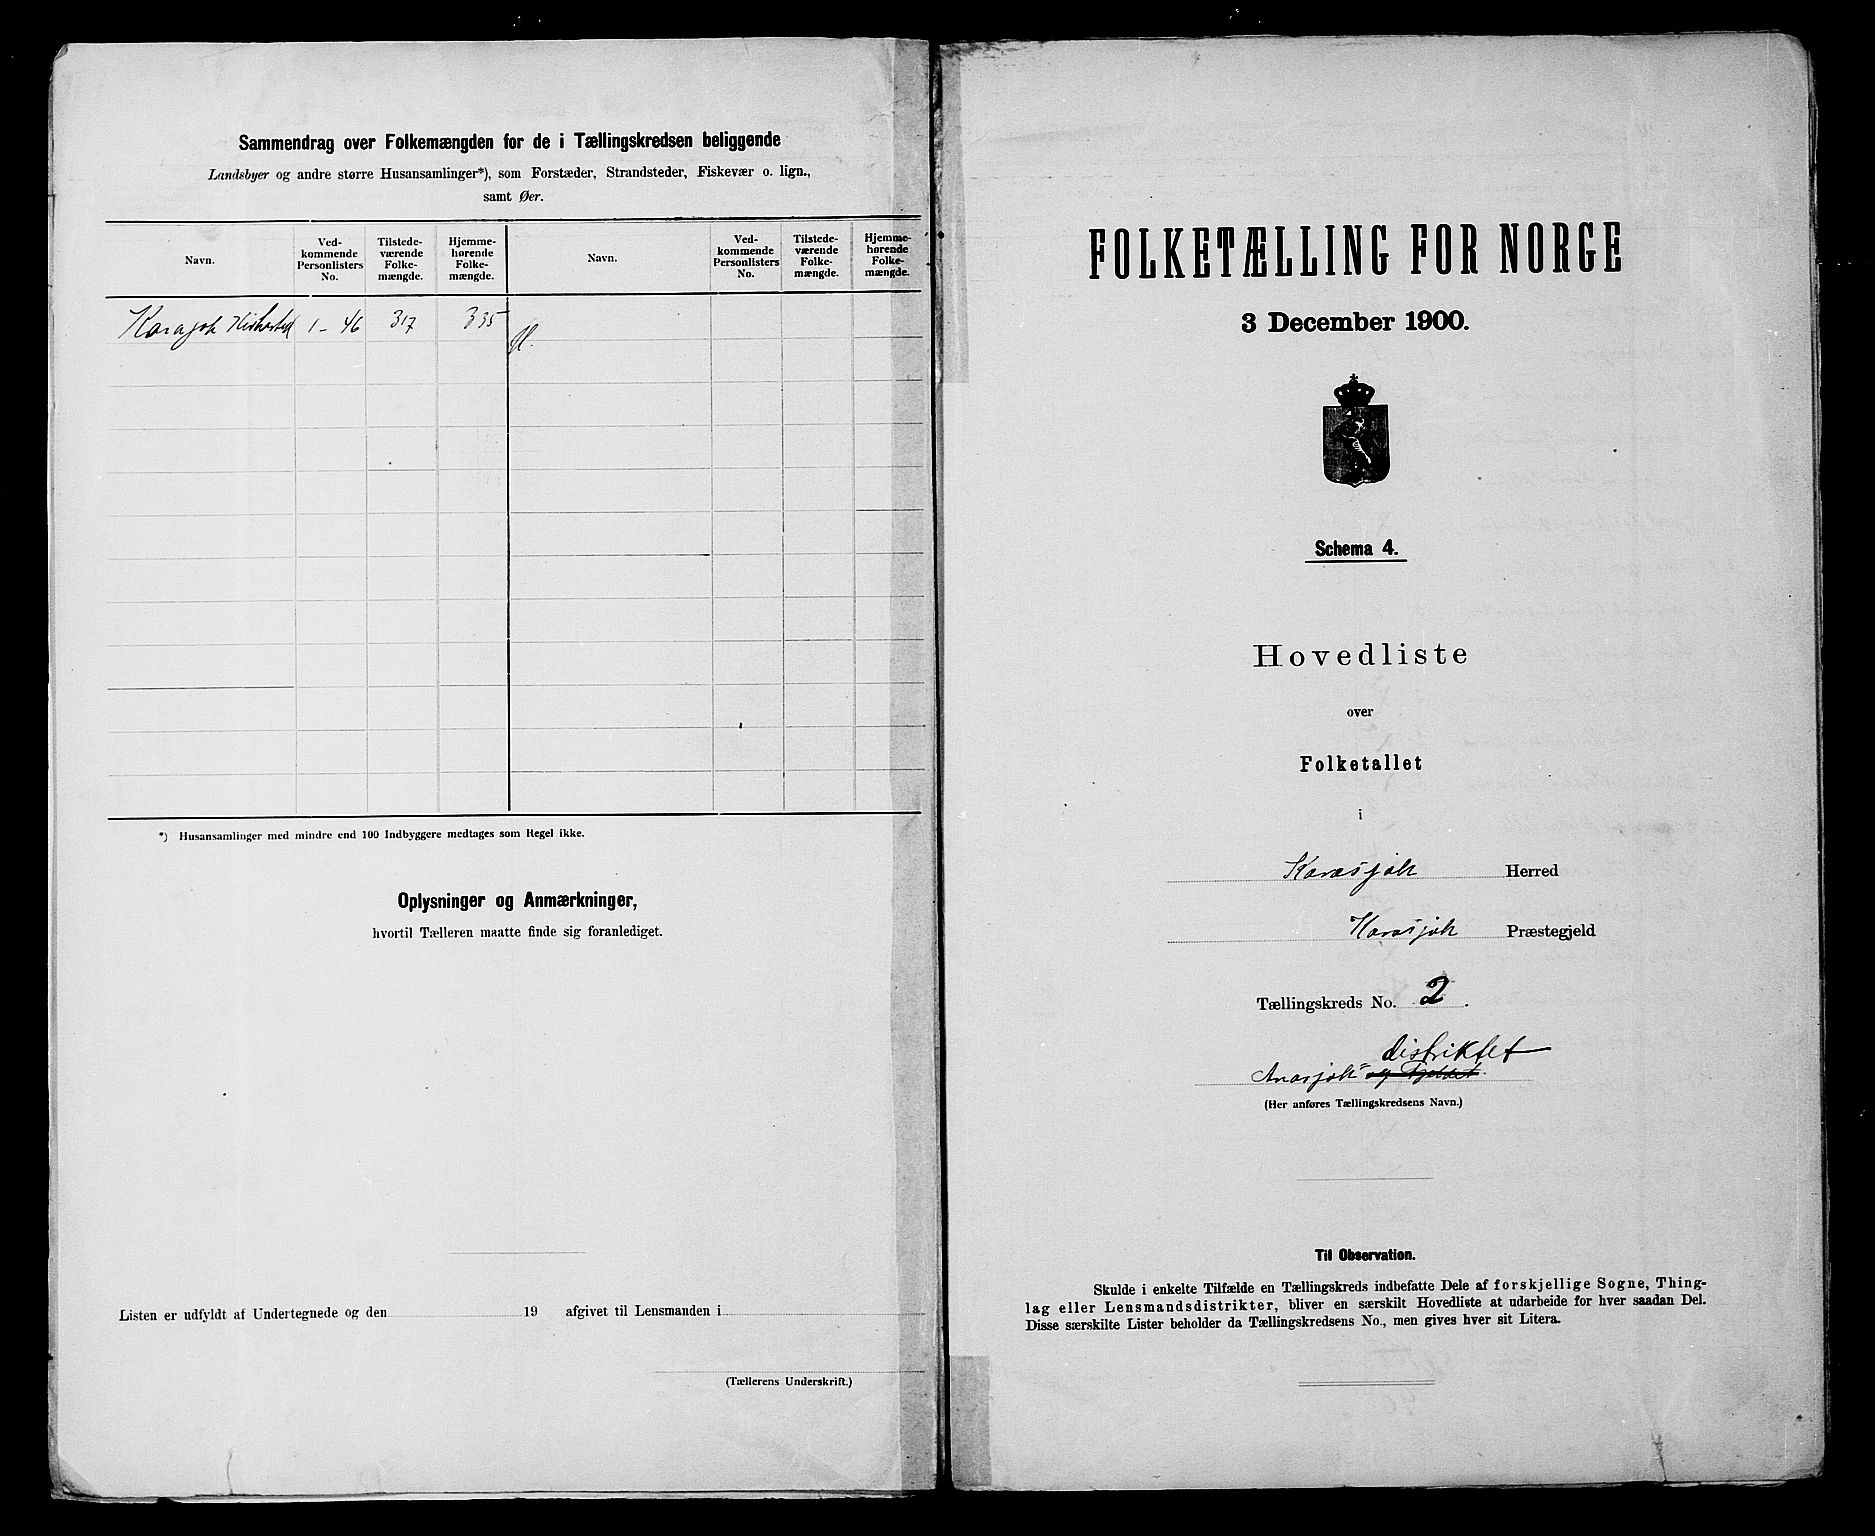 Sammendrag over Folkemængden for de i Tællingskredsen beliggende
Landsbyer og andre større Husansamlinger*), som Forstæder, Strandsteder, Fiskevær o. lign.,
samt Øer.
Navn.
Ved-
kommende
Personlisters
No.
Tilstede-
værende
Folke-
mængde.
Hjemme-
hørende
Folke-
mængde.
Navn.
Ved-
kommende
Personlisters
No.
Tilstede-
værende
Folke-
mængde.
Hjemme-
hørende
Folke-
mængde.
Karasjok Kirkested 1 - 46 317 335
*) Husansamlinger med mindre end 100 Indbyggere medtages som Regel ikke.
Oplysninger og Anmærkninger,
hvortil Tælleren maatte finde sig foranlediget.
Listen er udfyldt af Undertegnede og den 19 afgivet til Lensmanden i
(Tællerens Underskrift.)
FOLKETÆLLING FOR NORGE
3 December 1900.
Schema 4.
Hovedliste
over
Folketallet
i
Karasjok Herred
Karasjok Præstegjeld
Tællingskreds No. 2.
distriktet
Anarjok= og
(Her anføres Tællingskredsens Navn.)
Til Observation.
Skulde i enkelte Tilfælde en Tællingskreds indbefatte Dele af forskjellige Sogne, Thing-
lag eller Lensmandsdistrikter, bliver en særskilt Hovedliste at udarbeide for hver saadan Del.
Disse særskilte Lister beholder da Tællingskredsens No., men gives hver sit Litera.